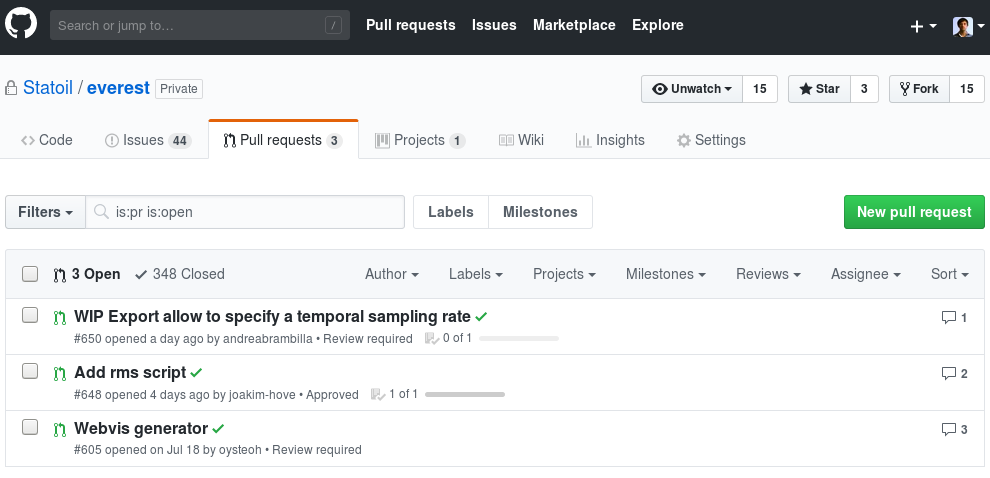 Search or jump to… /
Pull requests Issues Marketplace Explore
Statoil / everest Private
Unwatch 15 Star 3 Fork 15
Code Issues 44 Pull requests 3 Projects 1 Wiki Insights Settings
Filters is:pr is:open Labels Milestones New pull request
3 Open 348 Closed Author Labels Projects Milestones Reviews Assignee Sort
WIP Export allow to specify a temporal sampling rate 1
#650 opened a day ago by andreabrambilla • Review required 0 of 1
Add rms script 2
#648 opened 4 days ago by joakim-hove • Approved 1 of 1
Webvis generator 3
#605 opened on Jul 18 by oysteoh • Review required